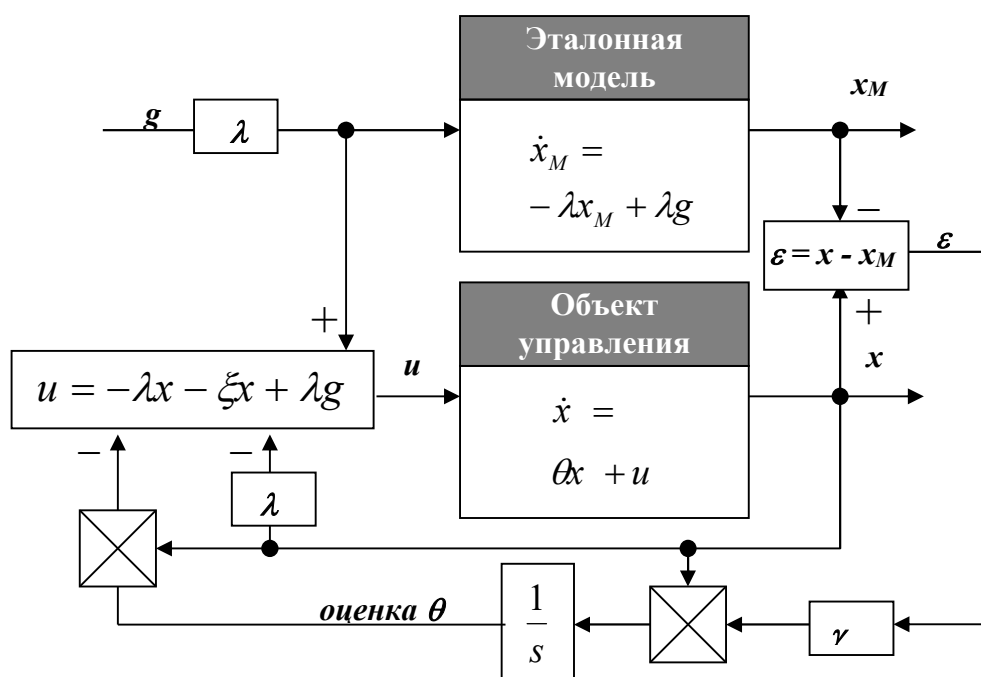 Эталонная
модель
x_M
g
λ
ẋ_M =
- λx_M + λg
−
ε = x - x_M
ε
Объект
управления
+
+
x
u = −λx − ξx + λg
u
ẋ =
θx + u
−
−
λ
оценка θ
1
s
γ